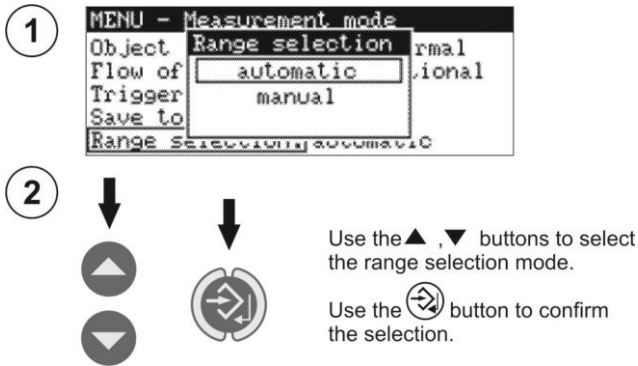 1
MENU - Measurement mode
Range selection
Object rmal
Flow of ional
automatic
Trigger
manual
Save to
Range selection: automatic
2
Use the ▲ ,▼ buttons to select
the range selection mode.
Use the button to confirm
the selection.